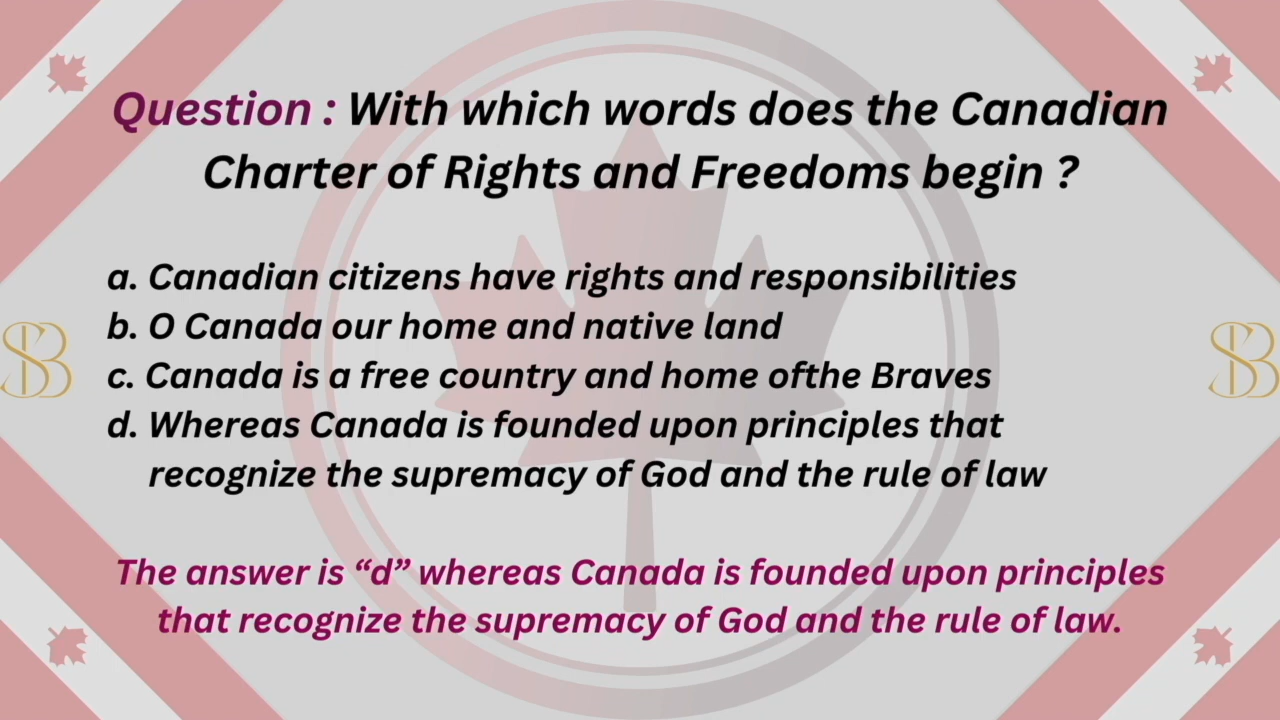 Question : With which words does the Canadian
Charter of Rights and Freedoms begin ?
a. Canadian citizens have rights and responsibilities
b. O Canada our home and native land
c. Canada is a free country and home ofthe Braves
d. Whereas Canada is founded upon principles that
recognize the supremacy of God and the rule of law
SB
SB
The answer is “d” whereas Canada is founded upon principles
that recognize the supremacy of God and the rule of law.